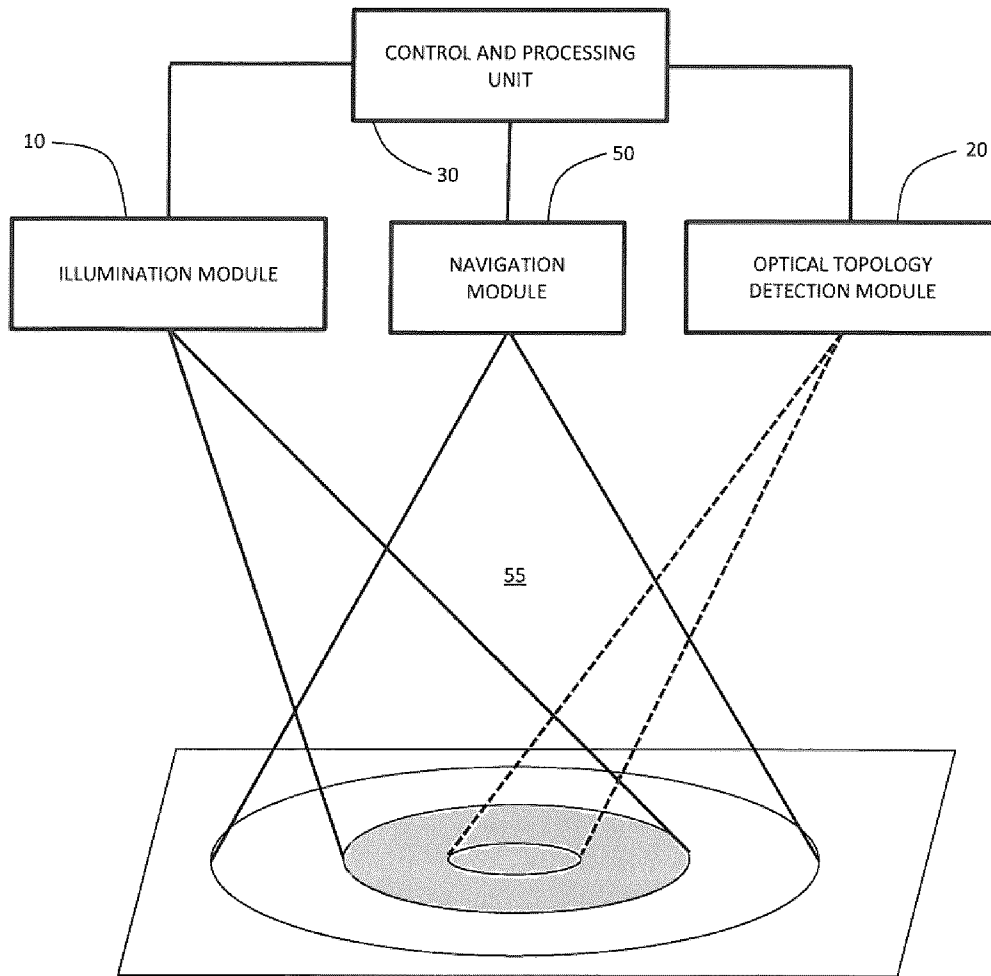 CONTROL AND PROCESSING
UNIT
10
30
50
20
ILLUMINATION MODULE
NAVIGATION
MODULE
OPTICAL TOPOLOGY
DETECTION MODULE
55